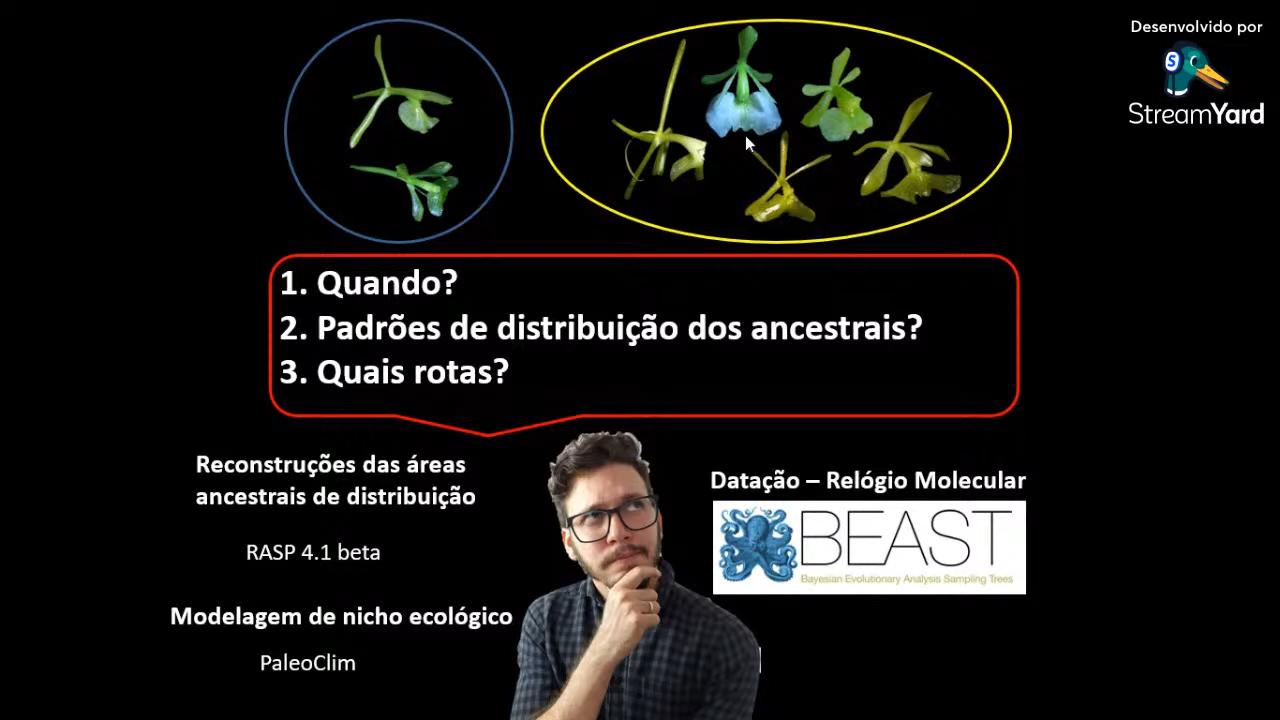 Desenvolvido por
S
StreamYard
1. Quando?
2. Padrões de distribuição dos ancestrais?
3. Quais rotas?
Reconstruções das áreas
ancestrais de distribuição
RASP 4.1 beta
Modelagem de nicho ecológico
PaleoClim
Datação – Relógio Molecular
BEAST
Bayesian Evolutionary Analysis Sampling Trees